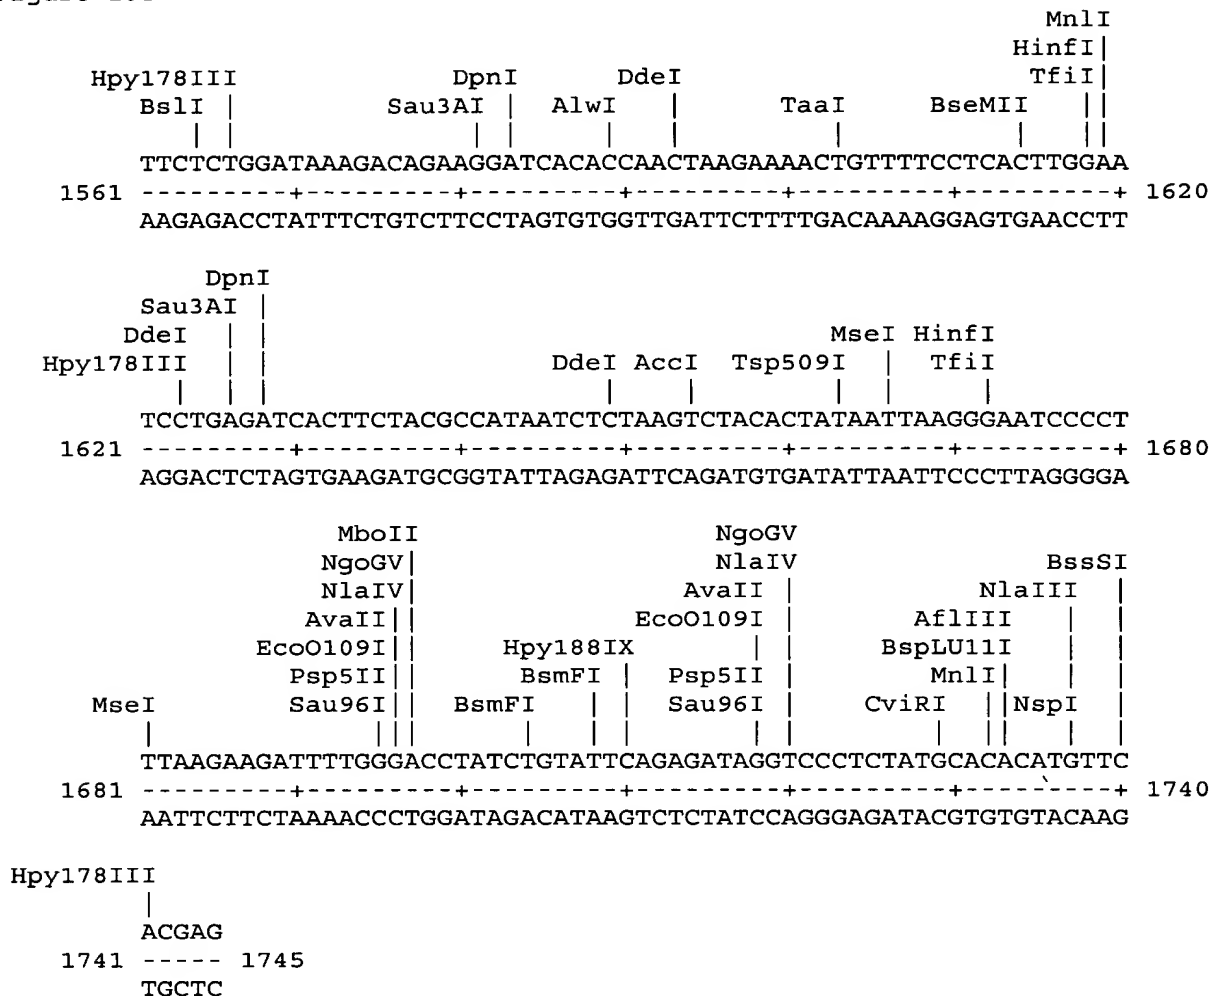 MnlI
HinfI
Hpy178III DpnI DdeI TfiI
BslI Sau3AI AlwI TaaI BseMII
TTCTCTGGATAAAGACAGAAGGATCACACCAACTAAGAAAACTGTTTTCCTCACTTGGAA
1561 ---------+---------+---------+---------+---------+---------+ 1620
AAGAGACCTATTTCTGTCTTCCTAGTGTGGTTGATTCTTTTGACAAAAGGAGTGAACCTT
DpnI
Sau3AI
DdeI MseI HinfI
Hpy178III DdeI AccI Tsp509I TfiI
TCCTGAGATCACTTCTACGCCATAATCTCTAAGTCTACACTATAATTAAGGGAATCCCCT
1621 ---------+---------+---------+---------+---------+---------+ 1680
AGGACTCTAGTGAAGATGCGGTATTAGAGATTCAGATGTGATATTAATTCCCTTAGGGGA
MboII NgoGV
NgoGV NlaIV BssSI
NlaIV AvaII NlaIII
AvaII EcoO109I AflIII
EcoO109I Hpy188IX BspLU11I
Psp5II BsmFI Psp5II MnlI
MseI Sau96I BsmFI Sau96I CviRI NspI
TTAAGAAGATTTTGGGACCTATCTGTATTCAGAGATAGGTCCCTCTATGCACACATGTTC
1681 ---------+---------+---------+---------+---------+---------+ 1740
AATTCTTCTAAAACCCTGGATAGACATAAGTCTCTATCCAGGGAGATACGTGTGTACAAG
Hpy178III
ACGAG
1741 ----- 1745
TGCTC